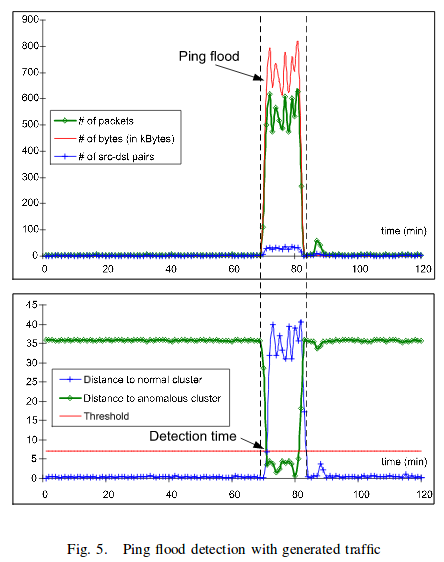 900
800
700
600
500
400
300
200
100
0
Ping flood
# of packets
# of bytes (in kBytes)
# of src-dst pairs
time (min)
0 20 40 60 80 100 120
45
40
35
30
25
20
15
10
5
0
Distance to normal cluster
Distance to anomalous cluster
Threshold
Detection time
time (min)
0 20 40 60 80 100 120
Fig. 5. Ping flood detection with generated traffic